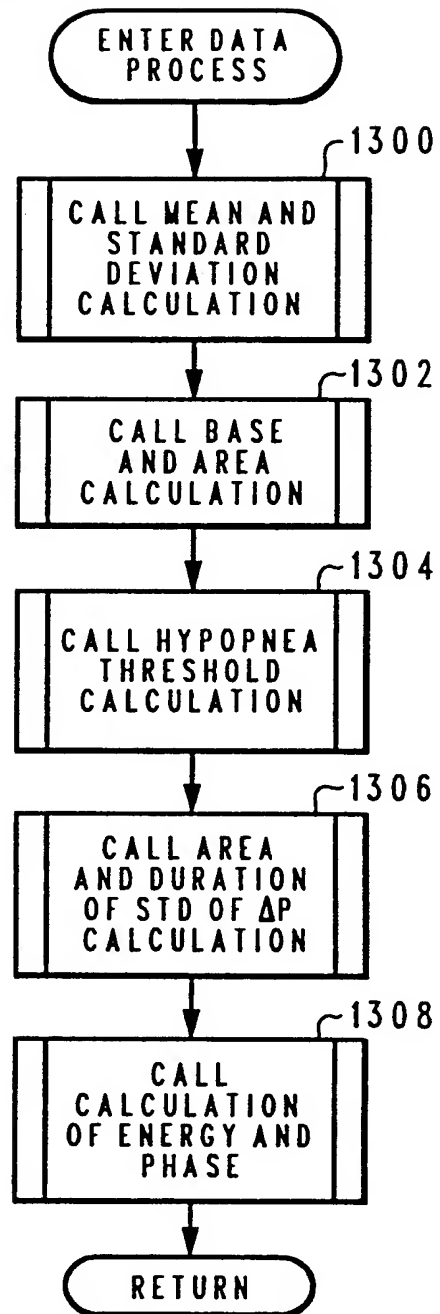 ENTER DATA
PROCESS
1300
CALL MEAN AND
STANDARD
DEVIATION
CALCULATION
1302
CALL BASE
AND AREA
CALCULATION
1304
CALL HYPOPNEA
THRESHOLD
CALCULATION
1306
CALL AREA
AND DURATION
OF STD OF ΔP
CALCULATION
1308
CALL
CALCULATION
OF ENERGY AND
PHASE
RETURN